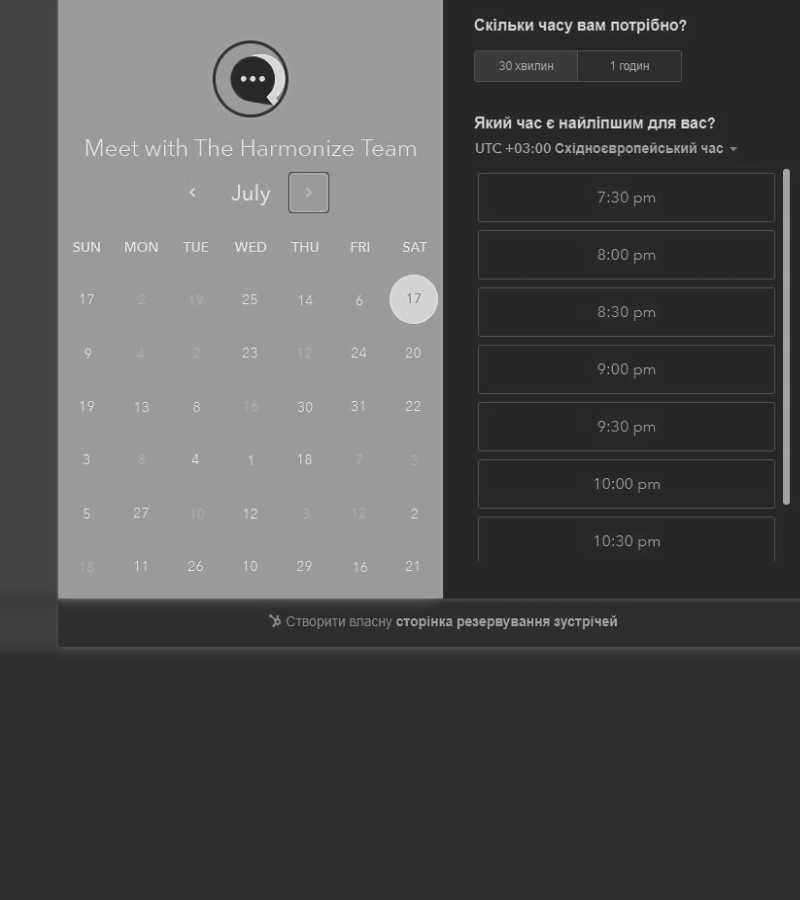 Meet with The Harmonize Team
July
SUN MON TUE WED THU FRI SAT
17 2 19 25 14 6 17
9 4 2 23 12 24 20
19 13 8 16 30 31 22
3 8 4 1 18 7 3
5 27 10 12 3 12 2
18 11 26 10 29 16 21
Скільки часу вам потрібно?
30 хвилин 1 годин
Який час є найліпшим для вас?
UTC +03:00 Східноєвропейський час
7:30 pm
8:00 pm
8:30 pm
9:00 pm
9:30 pm
10:00 pm
10:30 pm
Створити власну сторінка резервування зустрічей